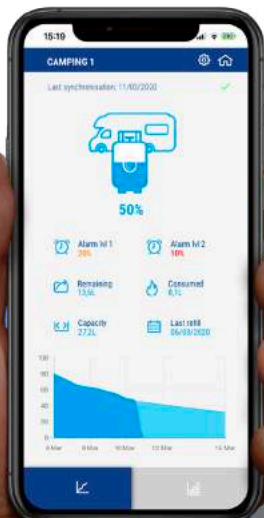 15:19
CAMPING 1
Last synchronisation: 11/03/2020
50%
Alarm lvl 1
20%
Alarm lvl 2
10%
Remaining
13,6L
Consumed
8,1L
Capacity
27,2L
Last refill
06/03/2020
100
80
60
40
20
0
6 Mar
8 Mar
10 Mar
12 Mar
16 Mar